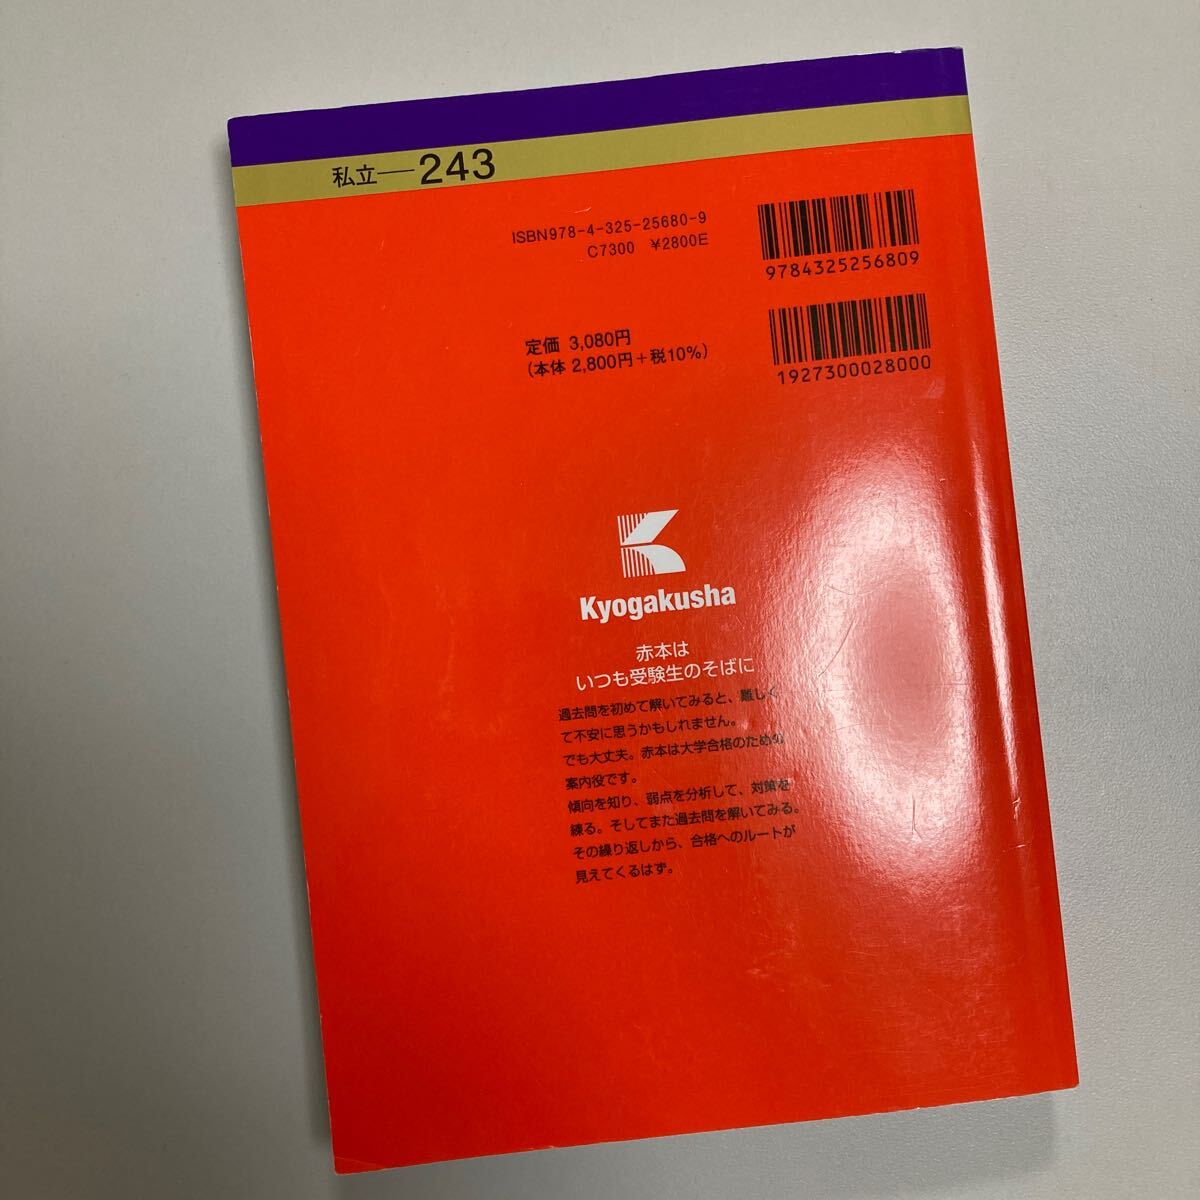 私立―243
ISBN978-4-325-25680-9
C7300 ¥2800E
9784325256809
定価 3,080円
(本体 2,800円+税10%)
1927300028000
Kyogakusha
赤本は
いつも受験生のそばに
過去問を初めて解いてみると、難しく
て不安に思うかもしれません。
でも大丈夫。赤本は大学合格のための
案内役です。
傾向を知り、弱点を分析して、対策を
練る。そしてまた過去問を解いてみる。
その繰り返しから、合格へのルートが
見えてくるはず。